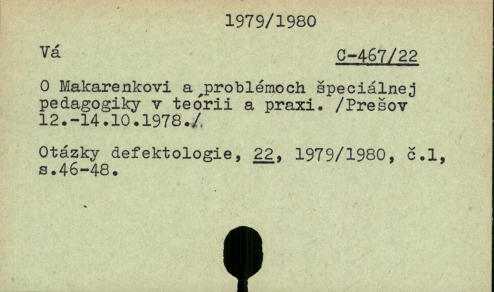 1979/1980
Vá C-467/22
O Makarenkovi a problémoch špeciálnej
pedagogiky v teórii a praxi. /Prešov
12.-14.10.1978./
Otázky defektologie, 22, 1979/1980, č.1,
s.46-48.